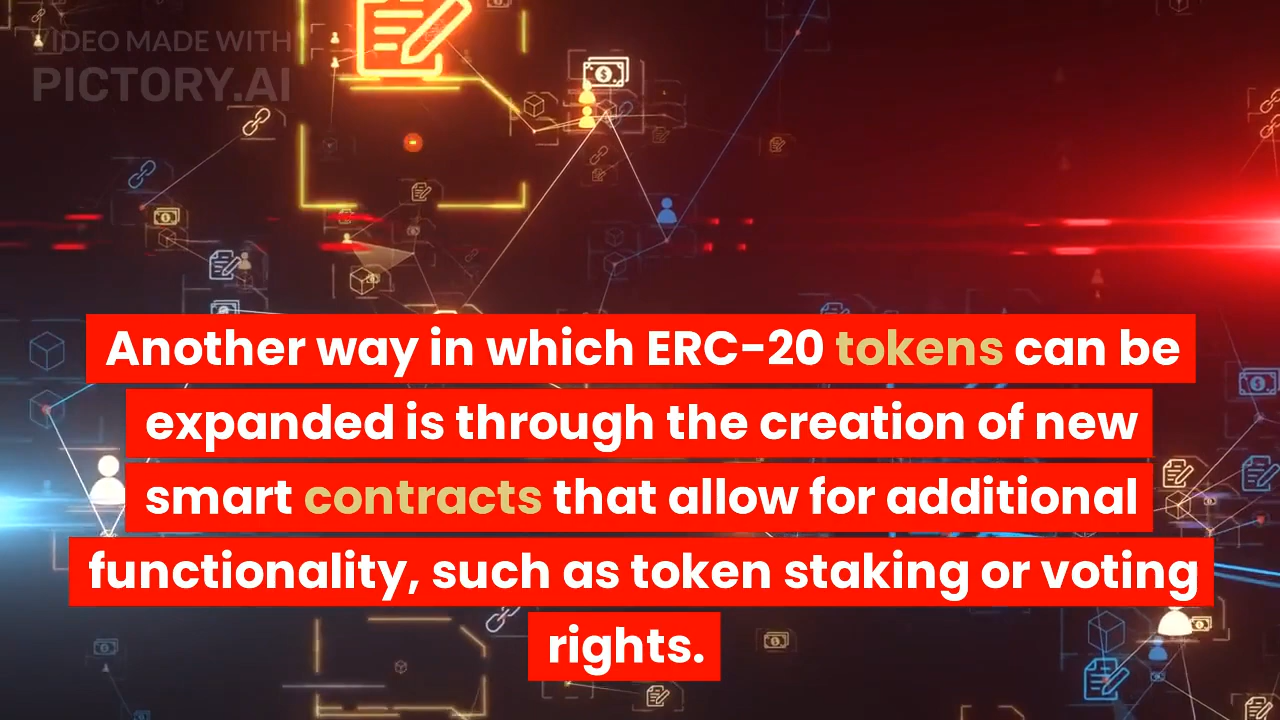 VIDEO MADE WITH
PICTORY.AI
Another way in which ERC-20 tokens can be
expanded is through the creation of new
smart contracts that allow for additional
functionality, such as token staking or voting
rights.